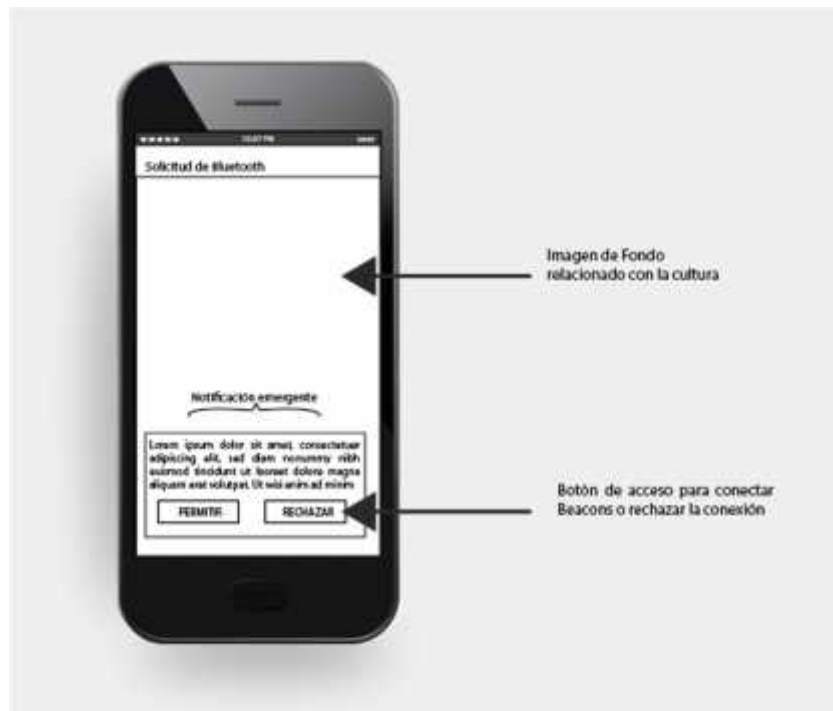 Solicitud de Bluetooth
Imagen de Fondo
relacionado con la cultura
Notificación emergente
Lorem ipsum dolor sit amet, consectetuer
adipiscing elit, sed diam nonummy nibh
euismod tincidunt ut laoreet dolore magna
aliquam erat volutpat. Ut wisi enim ad minim
PERMITIR
RECHAZAR
Botón de acceso para conectar
Beacons o rechazar la conexión